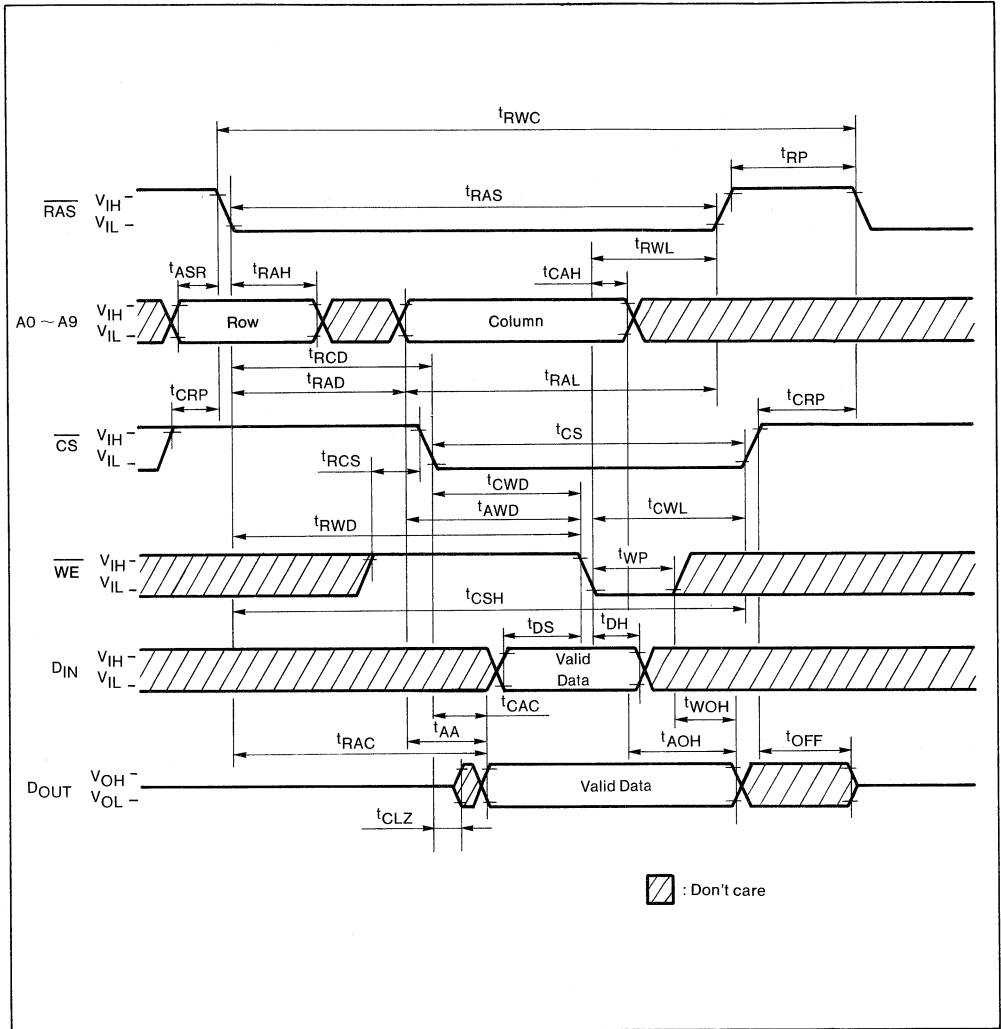 tRWC
tRP
tRAS
RAS VIH
VIL
tRWL
tASR tRAH tCAH
A0 ~ A9 VIH
VIL
Row Column
tRCD
tRAD tRAL
tCRP tCRP
CS VIH
VIL
tCS
tRCS
tCWD
tAWD tCWL
tRWD
WE VIH
VIL
tWP
tCSH
tDS tDH
DIN VIH
VIL
Valid
Data
tCAC tWOH
tAA tAOH tOFF
tRAC
DOUT VOH
VOL
Valid Data
tCLZ
: Don't care